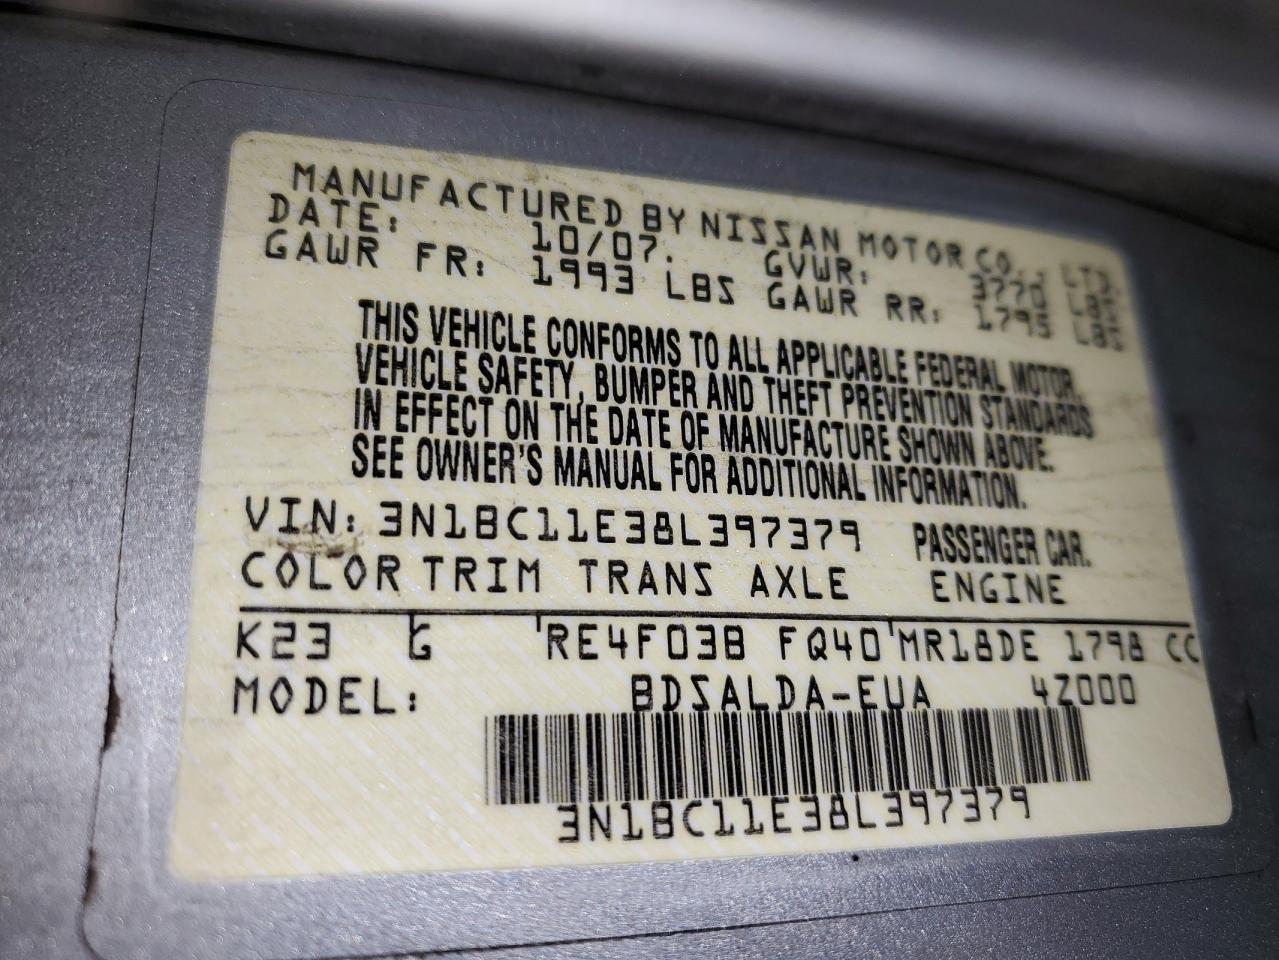 MANUFACTURED BY NISSAN MOTOR CO., LTD.
DATE: 10/07. GVWR: 3770 LBS
GAWR FR: 1993 LBS GAWR RR: 1795 LBS
THIS VEHICLE CONFORMS TO ALL APPLICABLE FEDERAL MOTOR
VEHICLE SAFETY, BUMPER AND THEFT PREVENTION STANDARDS
IN EFFECT ON THE DATE OF MANUFACTURE SHOWN ABOVE.
SEE OWNER'S MANUAL FOR ADDITIONAL INFORMATION.
VIN: 3N1BC11E38L397379 PASSENGER CAR.
COLOR TRIM TRANS AXLE ENGINE
K23 G RE4F03B FQ40 MR18DE 1798 CC
MODEL: BDSALDA-EUA 4Z000
3N1BC11E38L397379